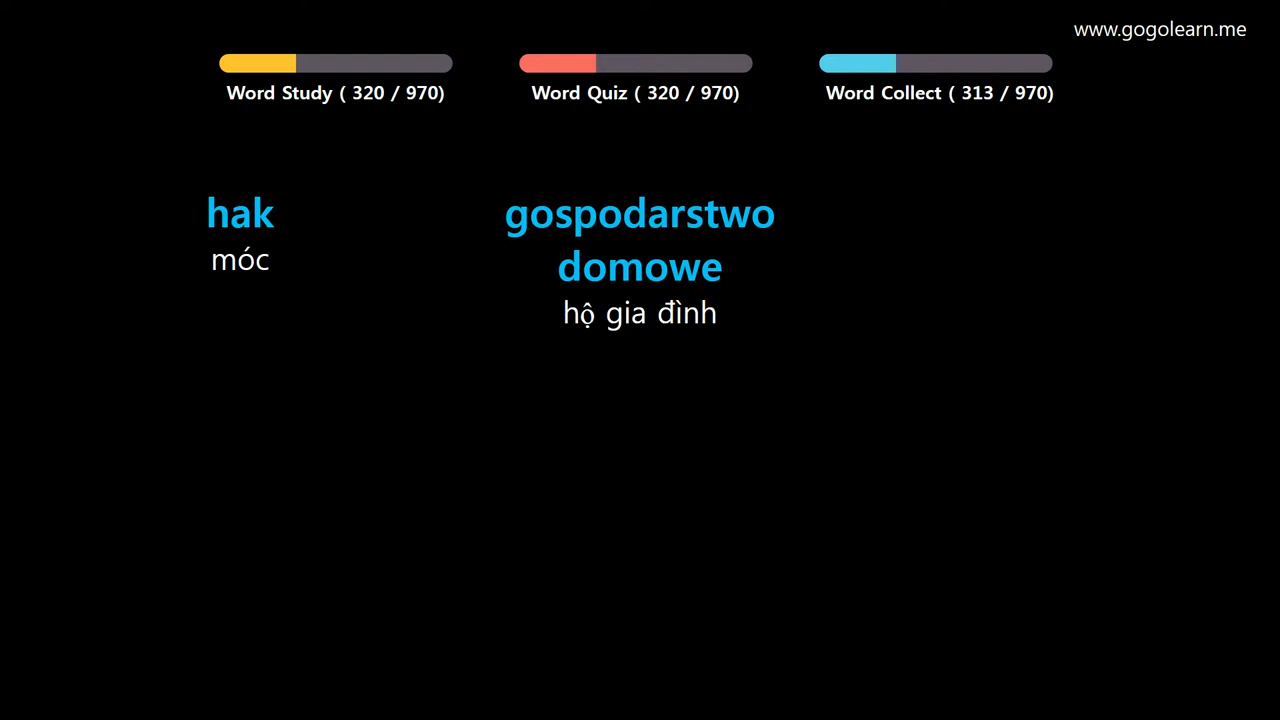 www.gogolearn.me
Word Study ( 320 / 970)
Word Quiz ( 320 / 970)
Word Collect ( 313 / 970)
hak
móc
gospodarstwo
domowe
hộ gia đình